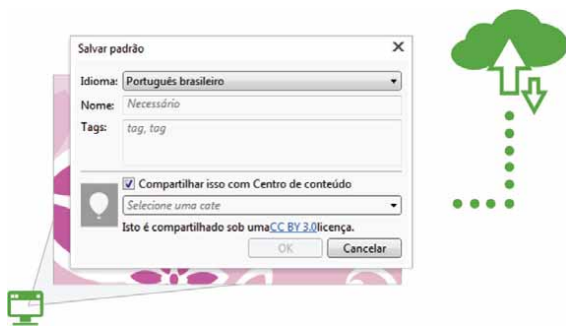 Salvar padrão
Idioma: Português brasileiro
Nome: Necessário
Tags: tag, tag
Compartilhar isso com Centro de conteúdo
Selecione uma cate
Isto é compartilhado sob umaCC BY 3.0licença.
OK Cancelar